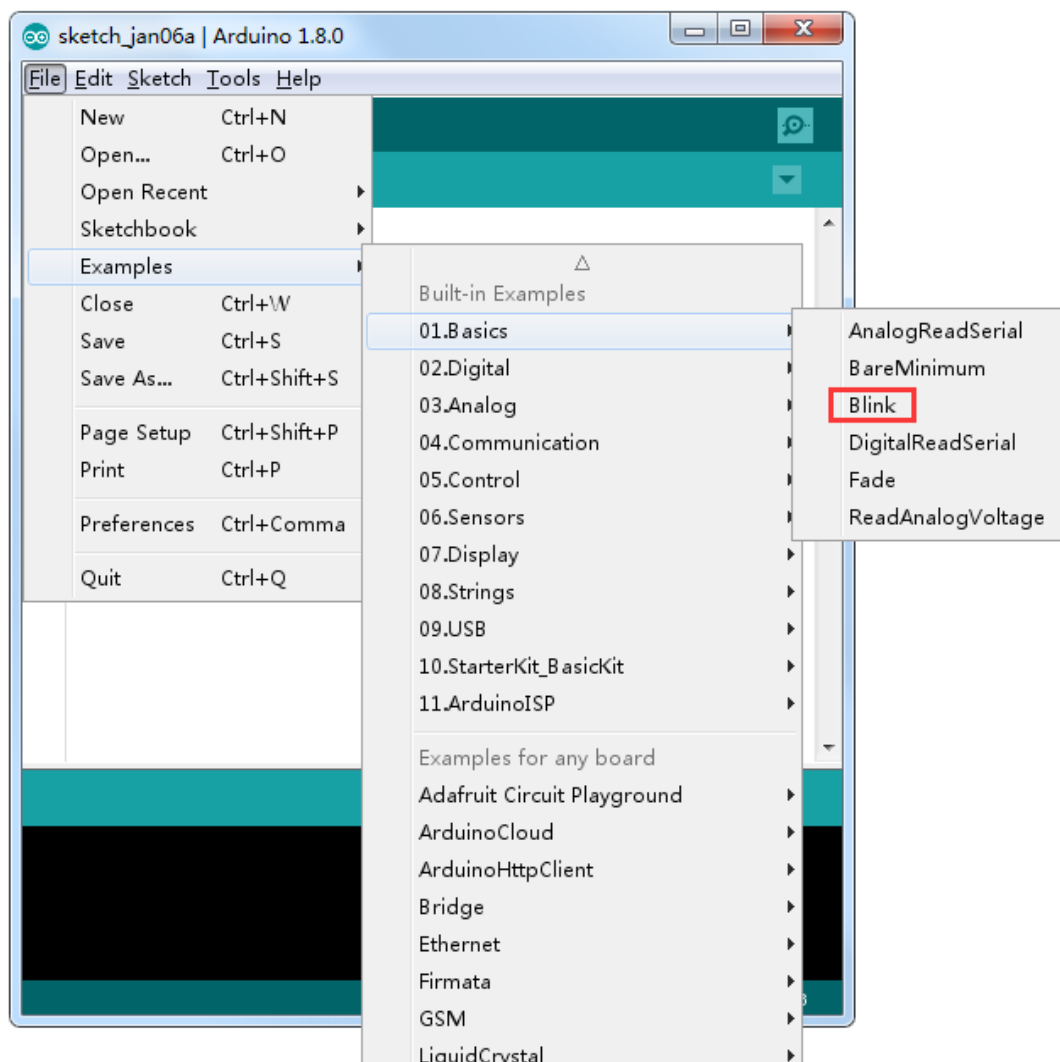 sketch_jan06a | Arduino 1.8.0
File Edit Sketch Tools Help
New Ctrl+N
Open... Ctrl+O
Open Recent
Sketchbook
Examples
Close Ctrl+W
Save Ctrl+S
Save As... Ctrl+Shift+S
Page Setup Ctrl+Shift+P
Print Ctrl+P
Preferences Ctrl+Comma
Quit Ctrl+Q
Built-in Examples
01.Basics
02.Digital
03.Analog
04.Communication
05.Control
06.Sensors
07.Display
08.Strings
09.USB
10.StarterKit_BasicKit
11.ArduinoISP
Examples for any board
Adafruit Circuit Playground
ArduinoCloud
ArduinoHttpClient
Bridge
Ethernet
Firmata
GSM
LiquidCrystal
AnalogReadSerial
BareMinimum
Blink
DigitalReadSerial
Fade
ReadAnalogVoltage